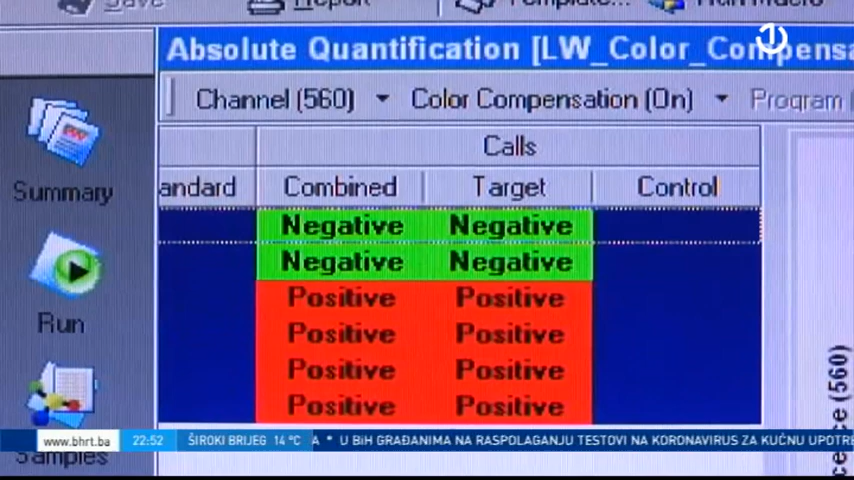 Save Report Template... Run Macro
Absolute Quantification [LW_Color_Compensa
Channel (560) Color Compensation (On) Program
Calls
andard Combined Target Control
Negative Negative
Negative Negative
Positive Positive
Positive Positive
Positive Positive
Positive Positive
Summary
Run
Samples
(560)
www.bhrt.ba 22:52 ŠIROKI BRIJEG 14 °C A * U BiH GRAĐANIMA NA RASPOLAGANJU TESTOVI NA KORONAVIRUS ZA KUĆNU UPOTRE